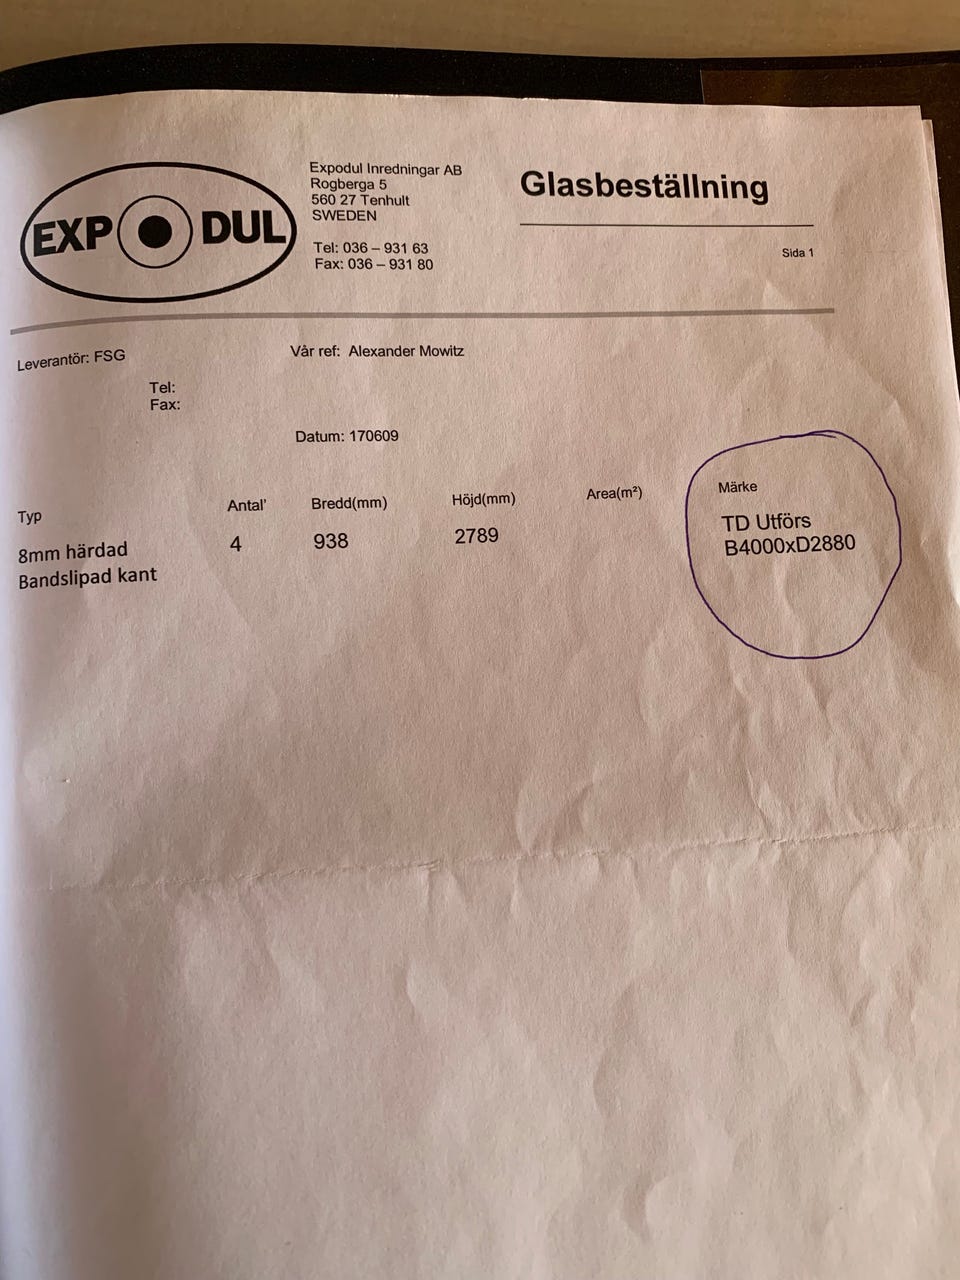 EXPODUL
Expodul Inredningar AB
Rogberga 5
560 27 Tenhult
SWEDEN
Tel: 036 – 931 63
Fax: 036 – 931 80
Glasbeställning
Sida 1
Leverantör: FSG
Vår ref: Alexander Mowitz
Tel:
Fax:
Datum: 170609
Typ Antal' Bredd(mm) Höjd(mm) Area(m²) Märke
8mm härdad 4 938 2789 TD Utförs
Bandslipad kant B4000xD2880